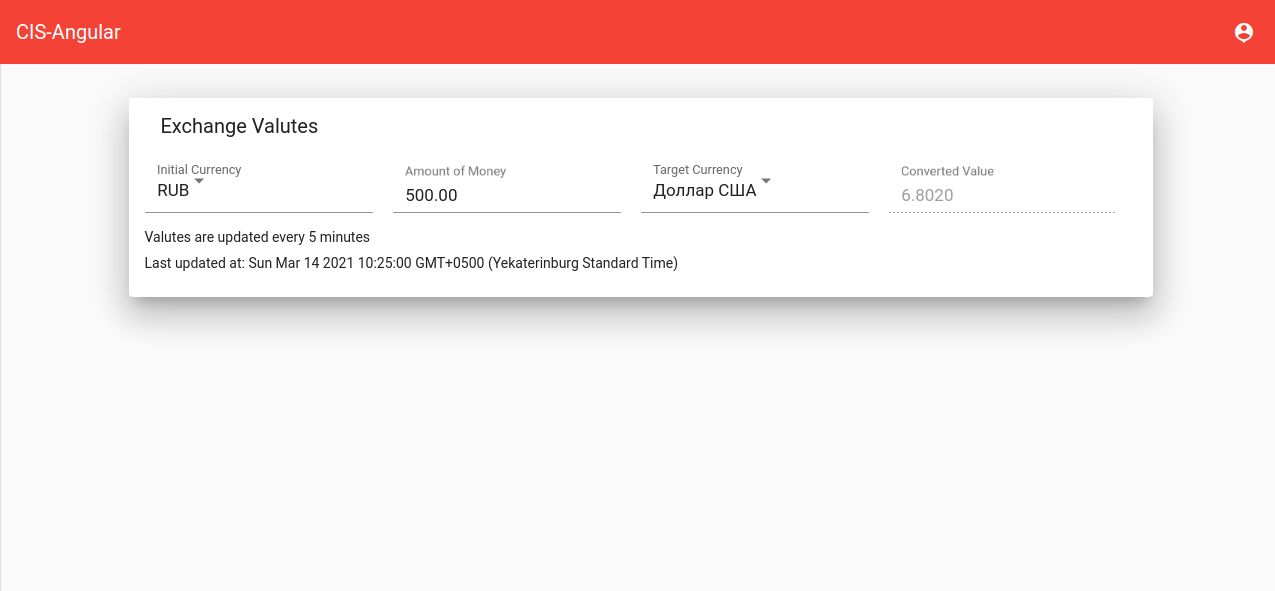 CIS-Angular
Exchange Valutes
Initial Currency
RUB
Amount of Money
500.00
Target Currency
Доллар США
Converted Value
6.8020
Valutes are updated every 5 minutes
Last updated at: Sun Mar 14 2021 10:25:00 GMT+0500 (Yekaterinburg Standard Time)